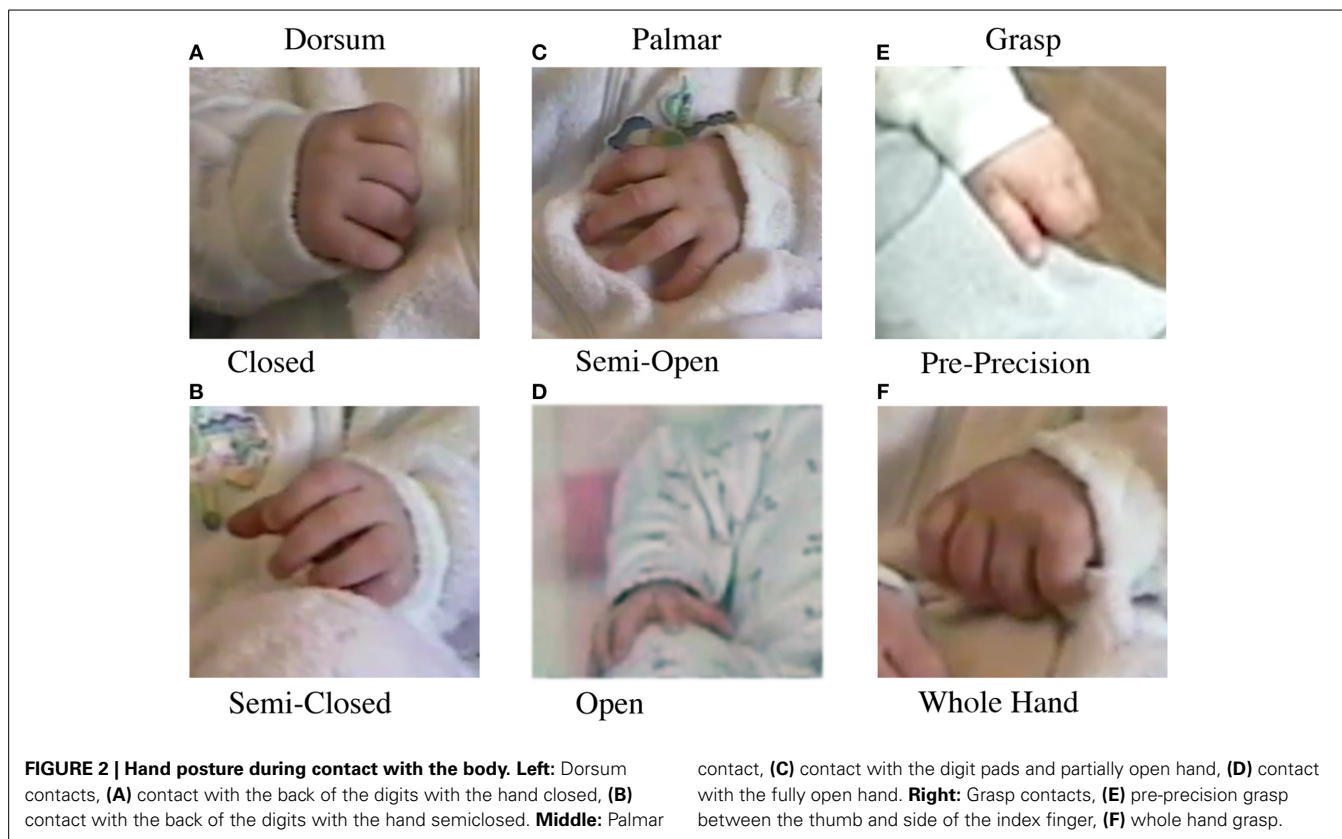 Dorsum
Palmar
Grasp
A
C
E
Closed
Semi-Open
Pre-Precision
B
D
F
Semi-Closed
Open
Whole Hand
FIGURE 2 | Hand posture during contact with the body. Left: Dorsum
contacts, (A) contact with the back of the digits with the hand closed, (B)
contact with the back of the digits with the hand semiclosed. Middle: Palmar
contact, (C) contact with the digit pads and partially open hand, (D) contact
with the fully open hand. Right: Grasp contacts, (E) pre-precision grasp
between the thumb and side of the index finger, (F) whole hand grasp.